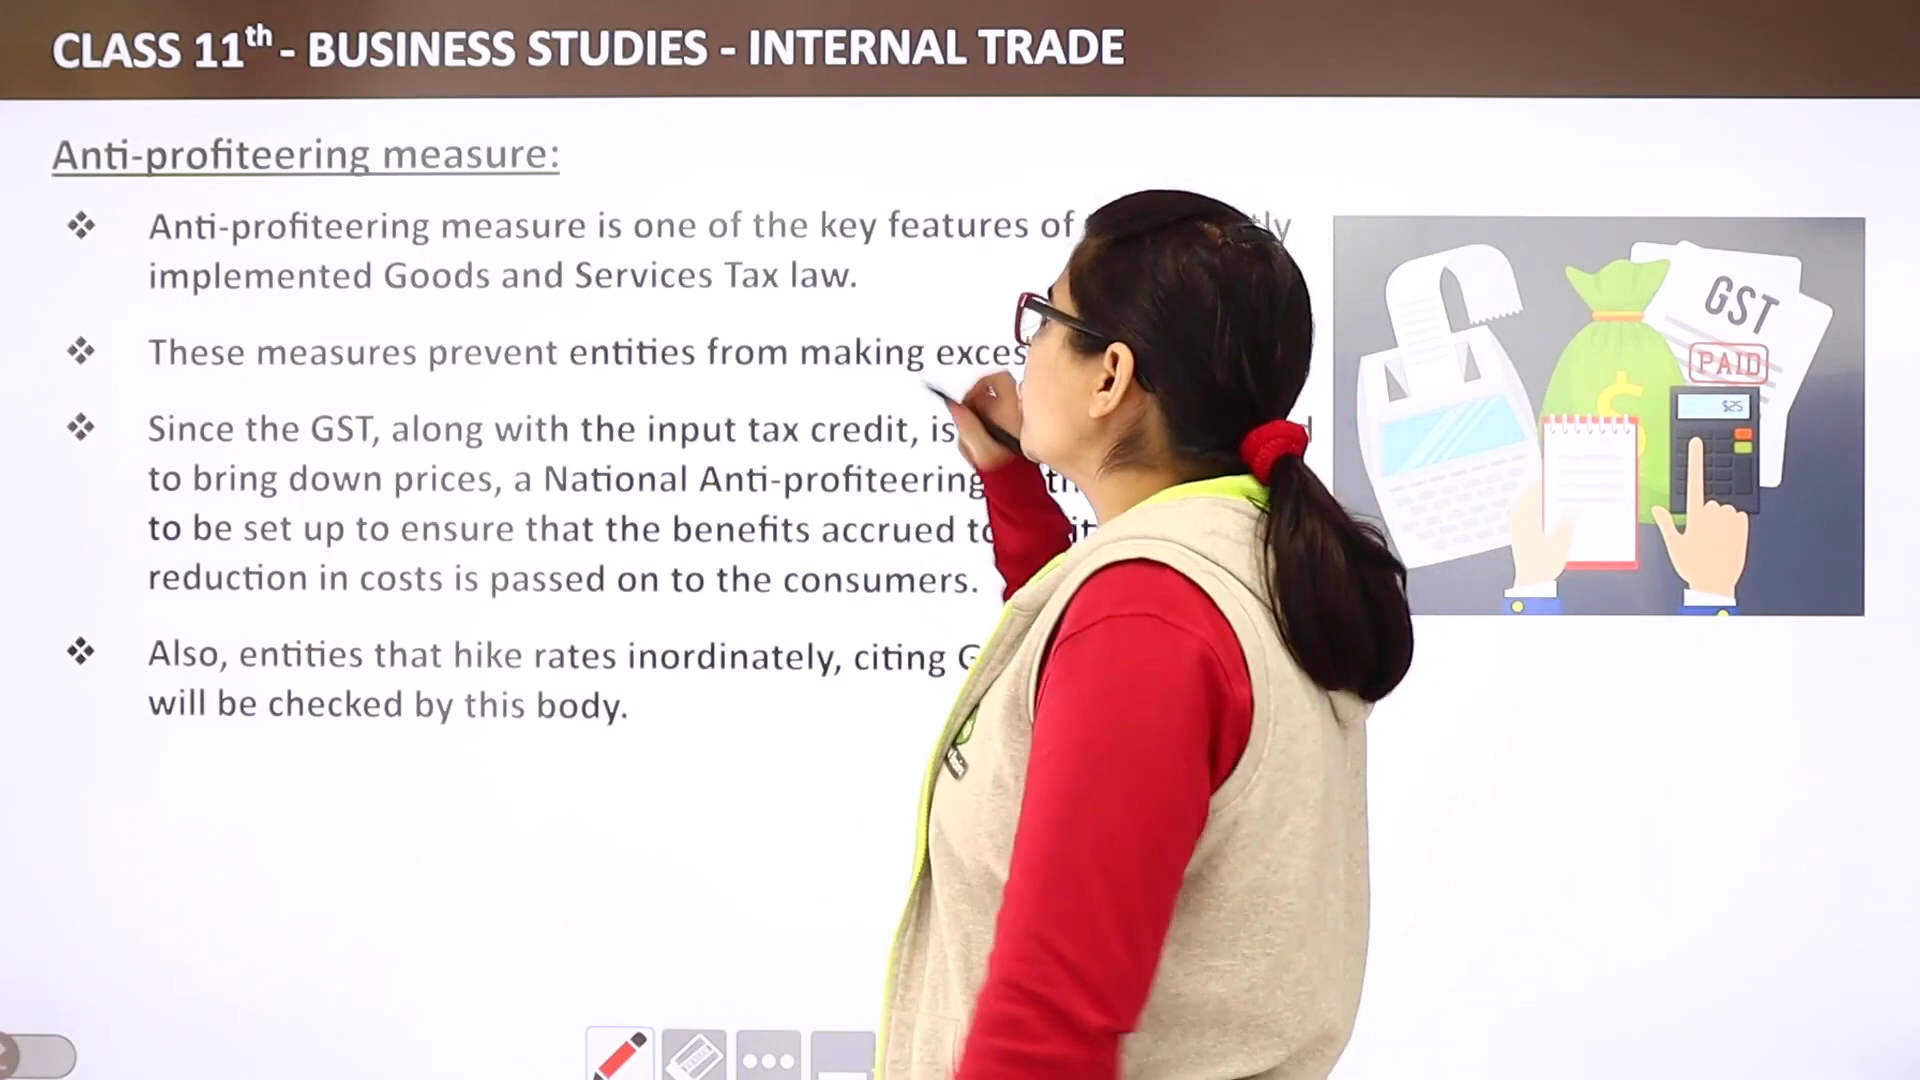 CLASS 11th - BUSINESS STUDIES - INTERNAL TRADE
Anti-profiteering measure:
❖ Anti-profiteering measure is one of the key features of
implemented Goods and Services Tax law.
❖ These measures prevent entities from making
❖ Since the GST, along with the input tax credit, is
to bring down prices, a National Anti-profiteering
to be set up to ensure that the benefits accrued
reduction in costs is passed on to the consumers.
❖ Also, entities that hike rates inordinately, citing
will be checked by this body.
GST
PAID
$
$25